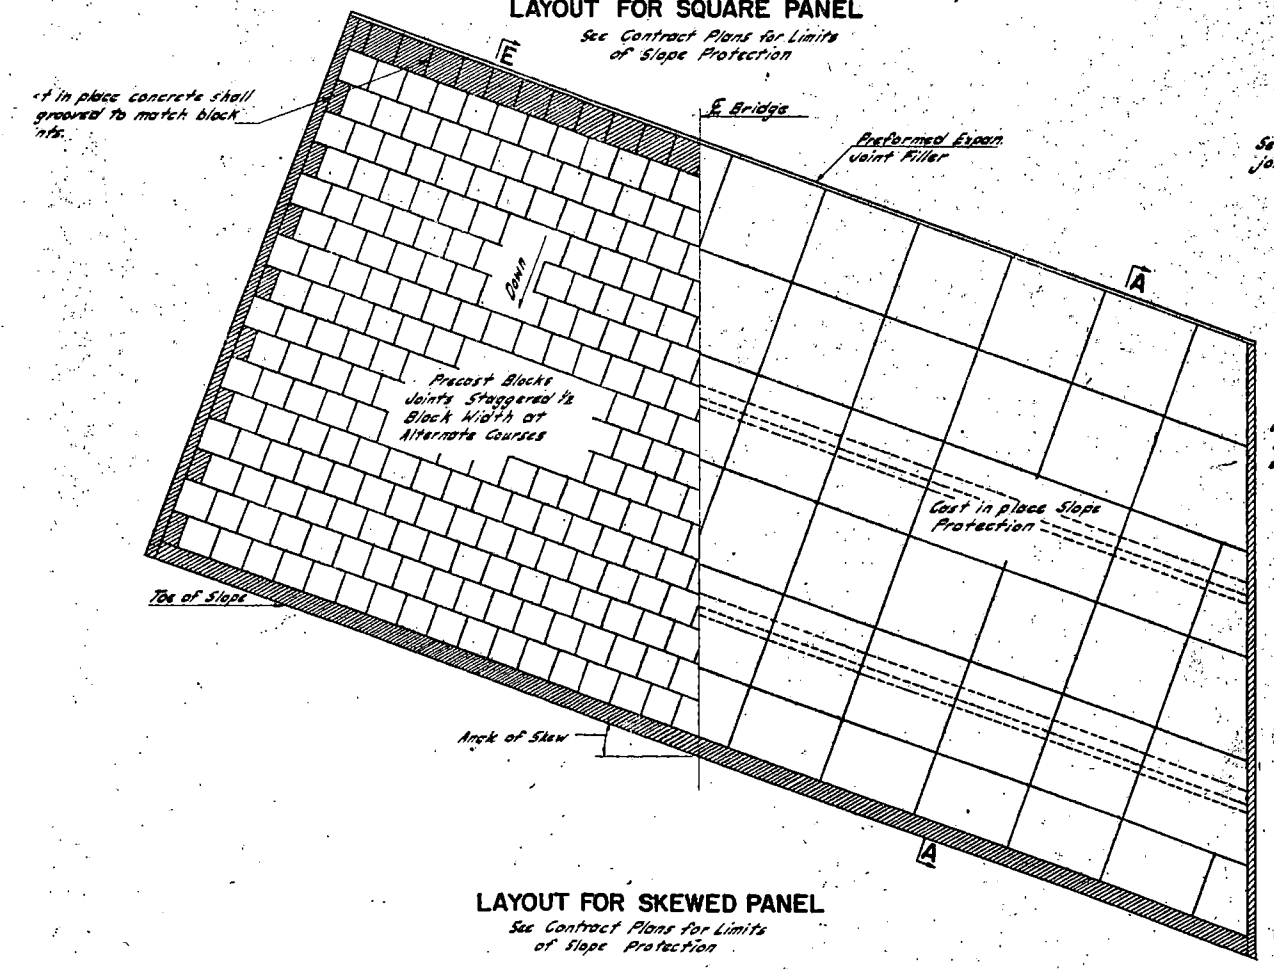 LAYOUT FOR SQUARE PANEL
See Contract Plans for Limits
of Slope Protection
E
in place concrete shall
grooved to match block
℄ Bridge
Preformed Expan.
Joint Filler
A
Down
Precast Blocks
Joints Staggered ½
Block Width at
Alternate Courses
Cast in place Slope
Protection
Toe of Slope
Angle of Skew
A
LAYOUT FOR SKEWED PANEL
See Contract Plans for Limits
of Slope Protection